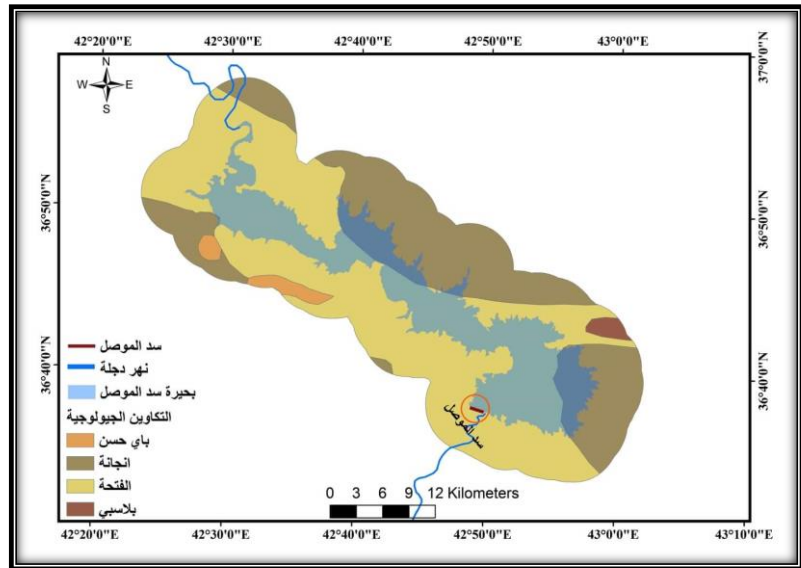 42°20'0"E 42°30'0"E 42°40'0"E 42°50'0"E 43°0'0"E
N
W E
S
37°0'0"N
36°50'0"N
36°50'0"N
36°40'0"N
36°40'0"N
سد الموصل
نهر دجلة
بحيرة سد الموصل
التكاوين الجيولوجية
باي حسن
انجانة
الفتحة
بلاسبي
سد الموصل
0 3 6 9 12 Kilometers
42°20'0"E 42°30'0"E 42°40'0"E 42°50'0"E 43°0'0"E 43°10'0"E